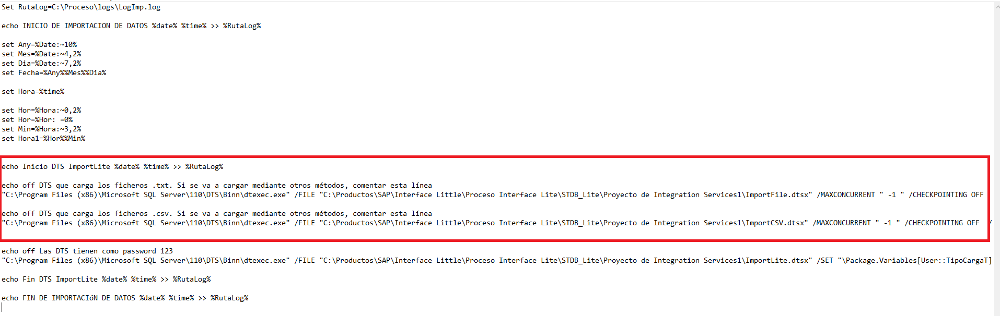 Set RutaLog=C:\Proceso\logs\LogImp.log
echo INICIO DE IMPORTACION DE DATOS %date% %time% >> %RutaLog%
set Any=%Date:~10%
set Mes=%Date:~4,2%
set Dia=%Date:~7,2%
set Fecha=%Any%%Mes%%Dia%
set Hora=%time%
set Hor=%Hora:~0,2%
set Hor=%Hor: =0%
set Min=%Hora:~3,2%
set Hora1=%Hor%%Min%
echo Inicio DTS ImportLite %date% %time% >> %RutaLog%
echo off DTS que carga los ficheros .txt. Si se va a cargar mediante otros métodos, comentar esta línea
"C:\Program Files (x86)\Microsoft SQL Server\110\DTS\Binn\dtexec.exe" /FILE "C:\Productos\SAP\Interface Little\Proceso Interface Lite\STDB_Lite\Proyecto de Integration Services1\ImportFile.dtsx" /MAXCONCURRENT " -1 " /CHECKPOINTING OFF
echo off DTS que carga los ficheros .csv. Si se va a cargar mediante otros métodos, comentar esta línea
"C:\Program Files (x86)\Microsoft SQL Server\110\DTS\Binn\dtexec.exe" /FILE "C:\Productos\SAP\Interface Little\Proceso Interface Lite\STDB_Lite\Proyecto de Integration Services1\ImportCSV.dtsx" /MAXCONCURRENT " -1 " /CHECKPOINTING OFF  /
echo off Las DTS tienen como password 123
"C:\Program Files (x86)\Microsoft SQL Server\110\DTS\Binn\dtexec.exe" /FILE "C:\Productos\SAP\Interface Little\Proceso Interface Lite\STDB_Lite\Proyecto de Integration Services1\ImportLite.dtsx" /SET "\Package.Variables[User::TipoCargaT]
echo Fin DTS ImportLite %date% %time% >> %RutaLog%
echo FIN DE IMPORTACIóN DE DATOS %date% %time% >> %RutaLog%